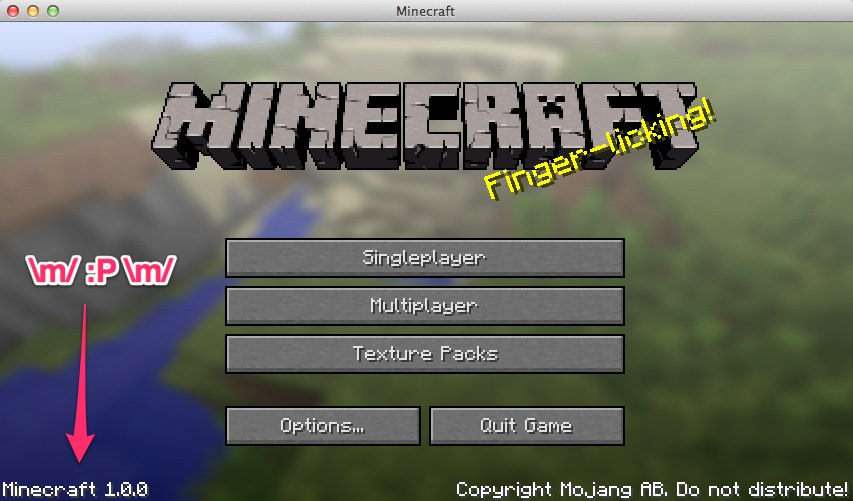 Minecraft
MINECRAFT
Finger-licking!
Singleplayer
\m/ :P \m/
Multiplayer
Texture Packs
Options... Quit Game
Minecraft 1.0.0 Copyright Mojang AB. Do not distribute!